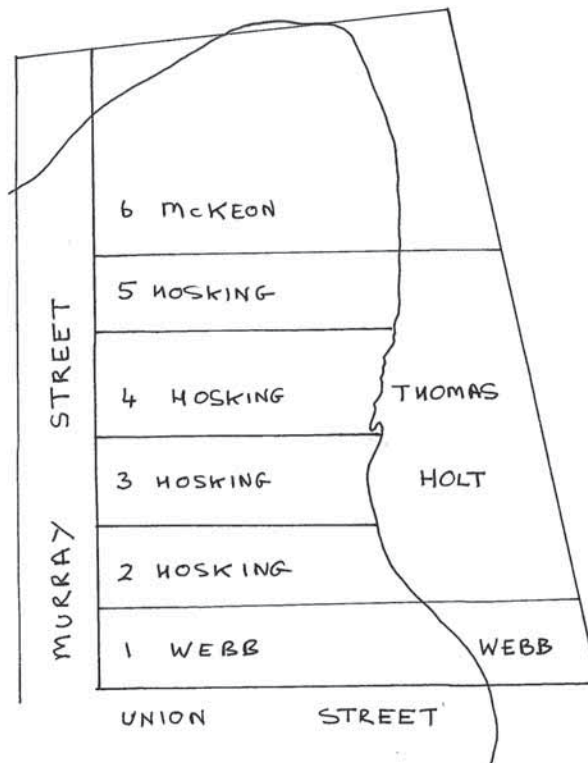 6 McKEON
5 HOSKING
4 HOSKING
THOMAS
3 HOSKING
HOLT
2 HOSKING
1 WEBB
WEBB
MURRAY STREET
UNION STREET